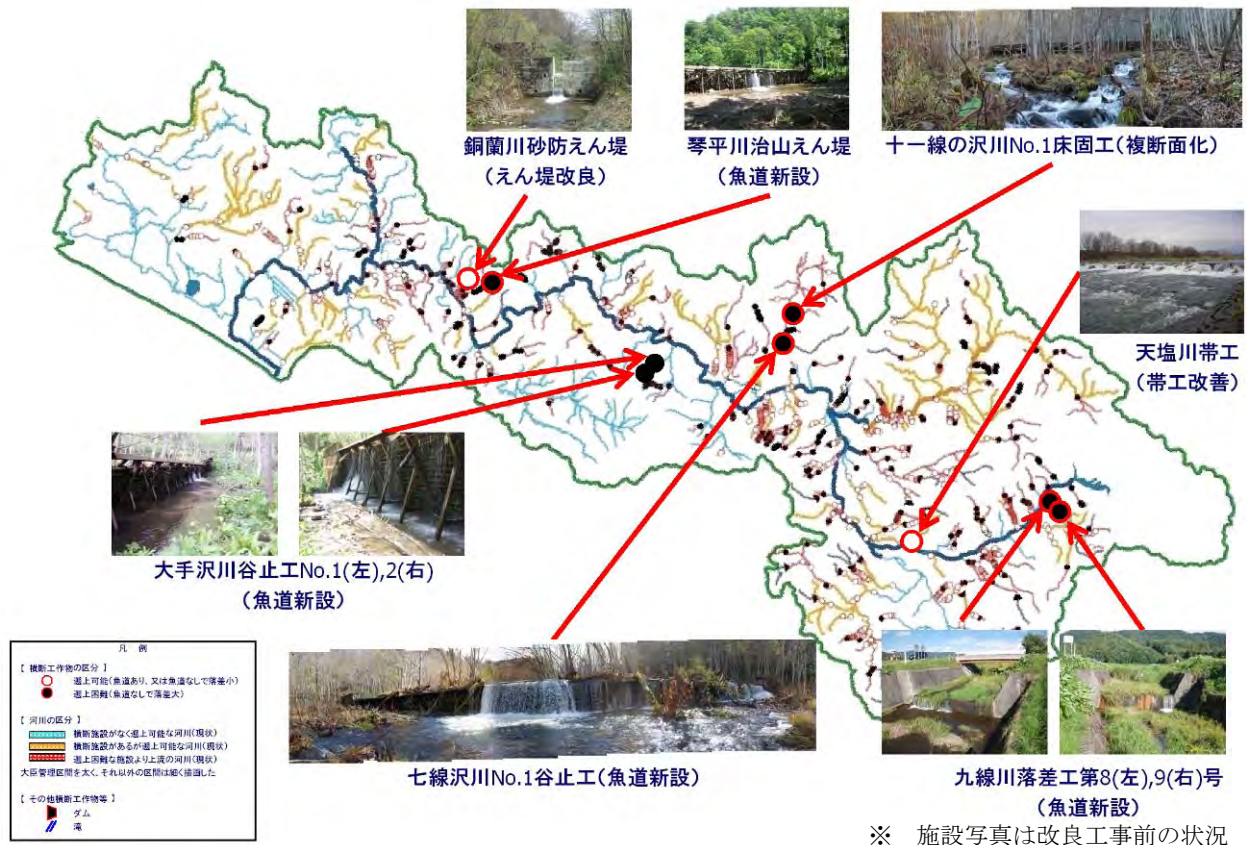 銅蘭川砂防えん堤
（えん堤改良）
琴平川治山えん堤
（魚道新設）
十一線の沢川No.1床固工（複断面化）
天塩川帯工
（帯工改善）
大手沢川谷止工No.1(左),2(右)
（魚道新設）
七線沢川No.1谷止工（魚道新設）
九線川落差工第8(左),9(右)号
（魚道新設）
凡　例
【 横断工作物の区分 】
遡上可能（魚道あり、又は魚道なしで落差小）
遡上困難（魚道なしで落差大）
【 河川の区分 】
横断施設がなく遡上可能な河川（現状）
横断施設があるが遡上可能な河川（現状）
遡上困難な施設より上流の河川（現状）
大臣管理区間を太く、それ以外の区間は細く描画した
【 その他横断工作物等 】
ダム
滝
※　施設写真は改良工事前の状況